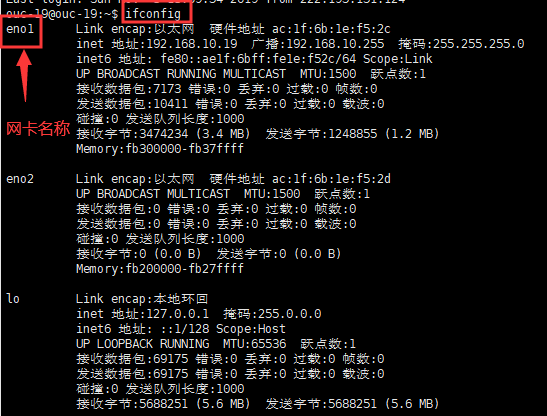 ouc-19@ouc-19:~$ ifconfig
eno1 Link encap:以太网 硬件地址 ac:1f:6b:1e:f5:2c
inet 地址:192.168.10.19 广播:192.168.10.255 掩码:255.255.255.0
inet6 地址: fe80::ae1f:6bff:fe1e:f52c/64 Scope:Link
UP BROADCAST RUNNING MULTICAST MTU:1500 跃点数:1
接收数据包:7173 错误:0 丢弃:0 过载:0 帧数:0
发送数据包:10411 错误:0 丢弃:0 过载:0 载波:0
碰撞:0 发送队列长度:1000
网卡名称
接收字节:3474234 (3.4 MB) 发送字节:1248855 (1.2 MB)
Memory:fb300000-fb37ffff
eno2 Link encap:以太网 硬件地址 ac:1f:6b:1e:f5:2d
UP BROADCAST MULTICAST MTU:1500 跃点数:1
接收数据包:0 错误:0 丢弃:0 过载:0 帧数:0
发送数据包:0 错误:0 丢弃:0 过载:0 载波:0
碰撞:0 发送队列长度:1000
接收字节:0 (0.0 B) 发送字节:0 (0.0 B)
Memory:fb200000-fb27ffff
lo Link encap:本地环回
inet 地址:127.0.0.1 掩码:255.0.0.0
inet6 地址: ::1/128 Scope:Host
UP LOOPBACK RUNNING MTU:65536 跃点数:1
接收数据包:69175 错误:0 丢弃:0 过载:0 帧数:0
发送数据包:69175 错误:0 丢弃:0 过载:0 载波:0
碰撞:0 发送队列长度:1000
接收字节:5688251 (5.6 MB) 发送字节:5688251 (5.6 MB)